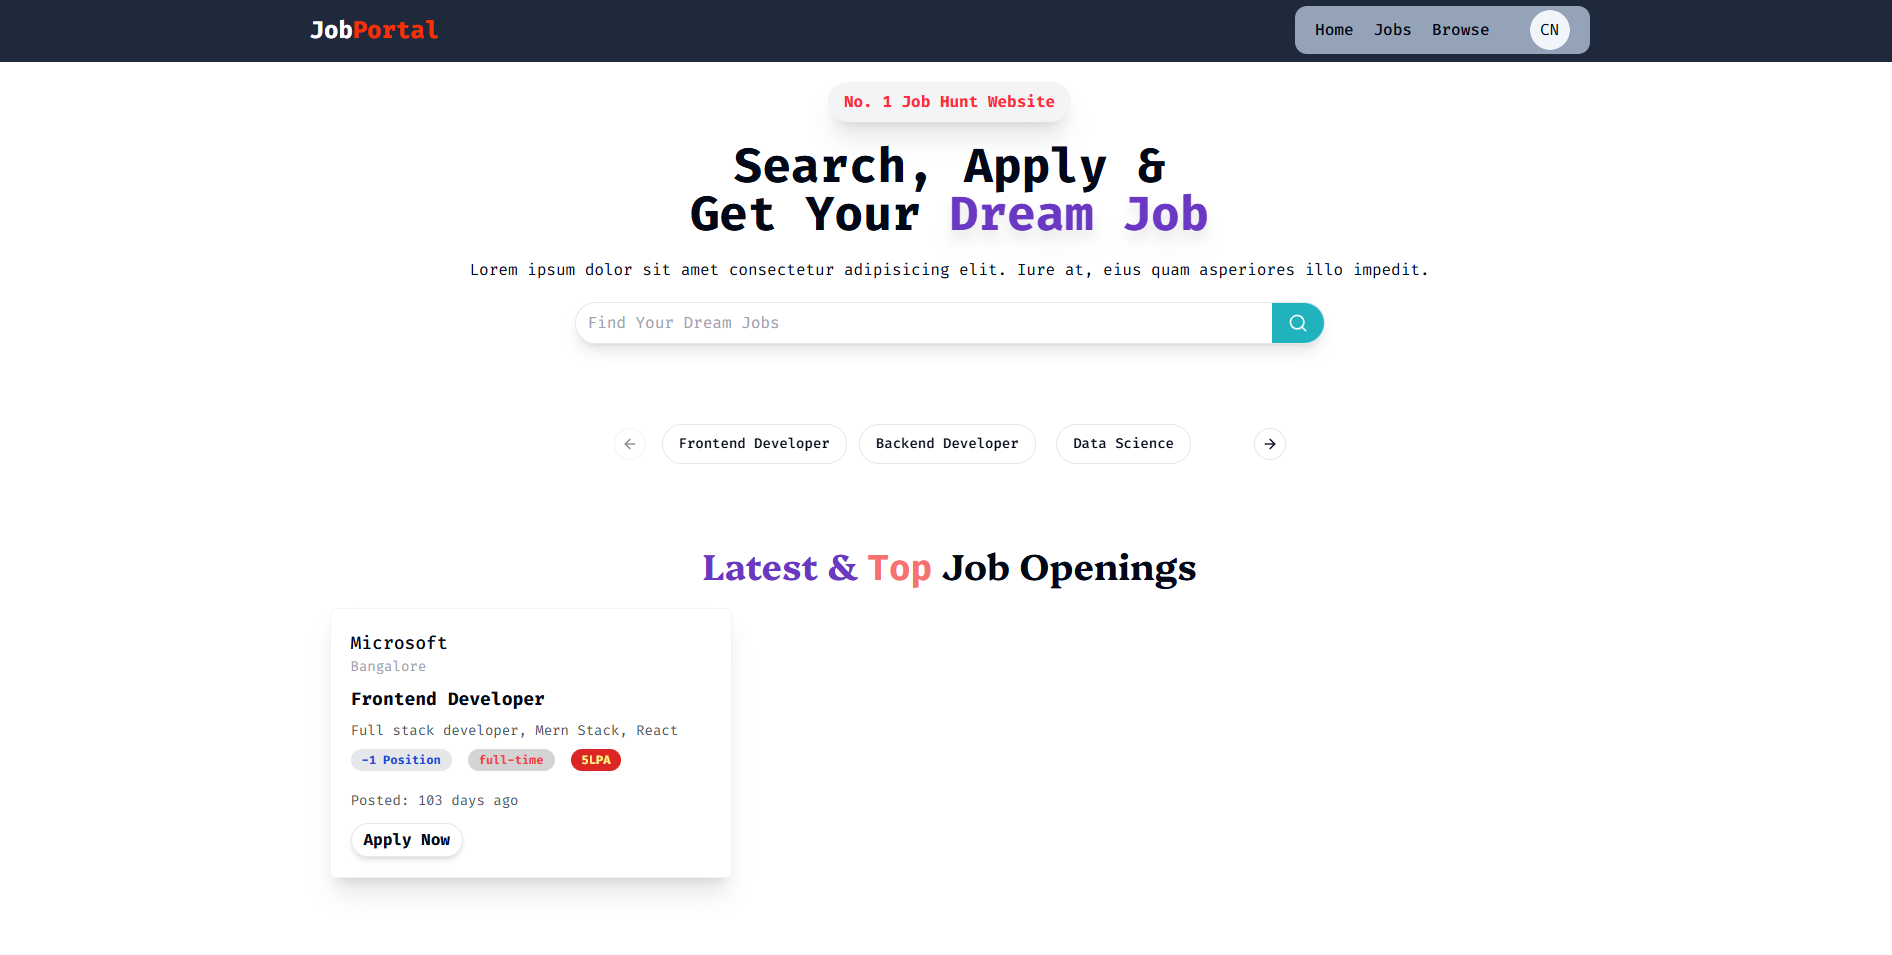 JobPortal
Home Jobs Browse CN
No. 1 Job Hunt Website
Search, Apply &
Get Your Dream Job
Lorem ipsum dolor sit amet consectetur adipisicing elit. Iure at, eius quam asperiores illo impedit.
Find Your Dream Jobs
Frontend Developer Backend Developer Data Science
Latest & Top Job Openings
Microsoft
Bangalore
Frontend Developer
Full stack developer, Mern Stack, React
-1 Position full-time 5LPA
Posted: 103 days ago
Apply Now